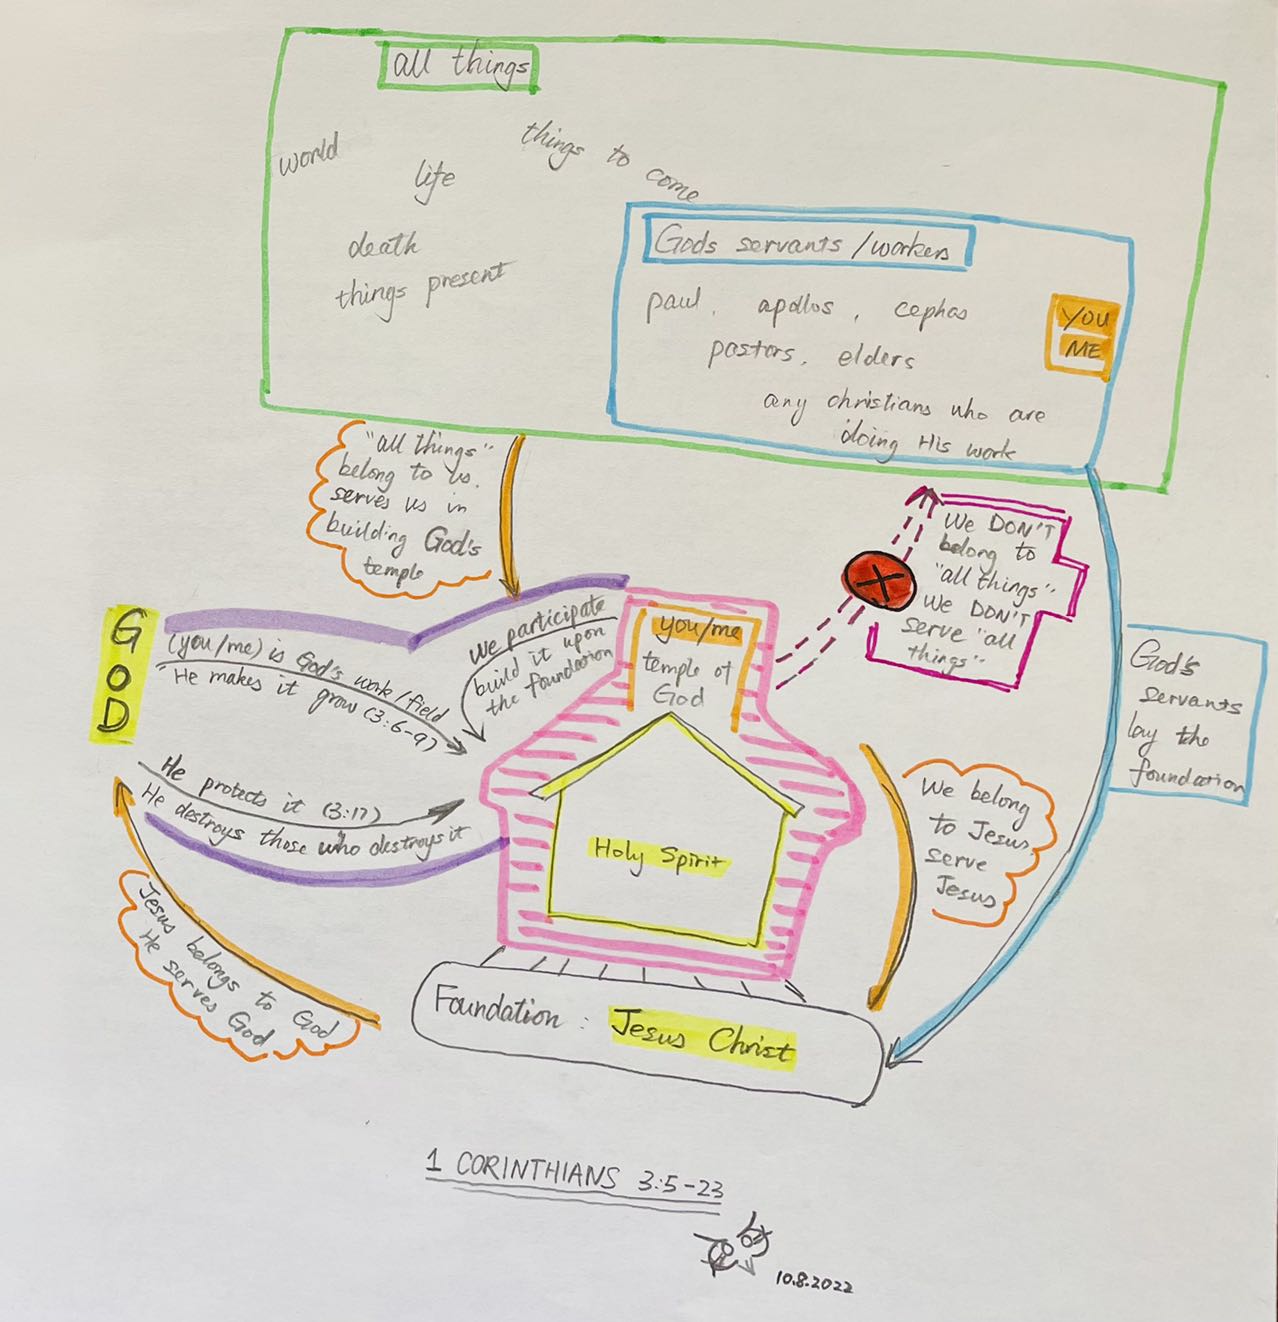 all things
world
things to come
life
death
things present
Gods servants/workers
paul, apollos, cephas
pastors, elders
any christians who are
doing His work
YOU
ME
"all things"
belong to us.
serves us in
building God's
temple
We DON'T
belong to
"all things"
We DON'T
serve "all
things"
GOD
(you/me) is God's work/field
He makes it grow (3:6-9)
we participate
build it upon
the foundation
you/me
temple of
God
God's
servants
lay the
foundation
He protects it (3:17)
He destroys those who destroys it
Holy Spirit
We belong
to Jesus
serve
Jesus
Jesus belongs to God
He serves God
Foundation : Jesus Christ
1 CORINTHIANS 3:5-23
10.8.2022